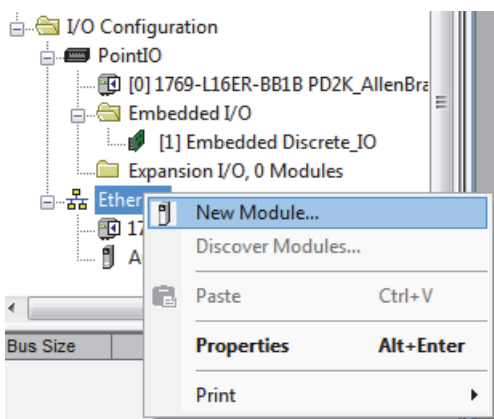 I/O Configuration
PointIO
[0] 1769-L16ER-BB1B PD2K_AllenBra
Embedded I/O
[1] Embedded Discrete_IO
Expansion I/O, 0 Modules
Ether
New Module...
17
Discover Modules...
A
Paste Ctrl+V
Bus Size
Properties Alt+Enter
Print